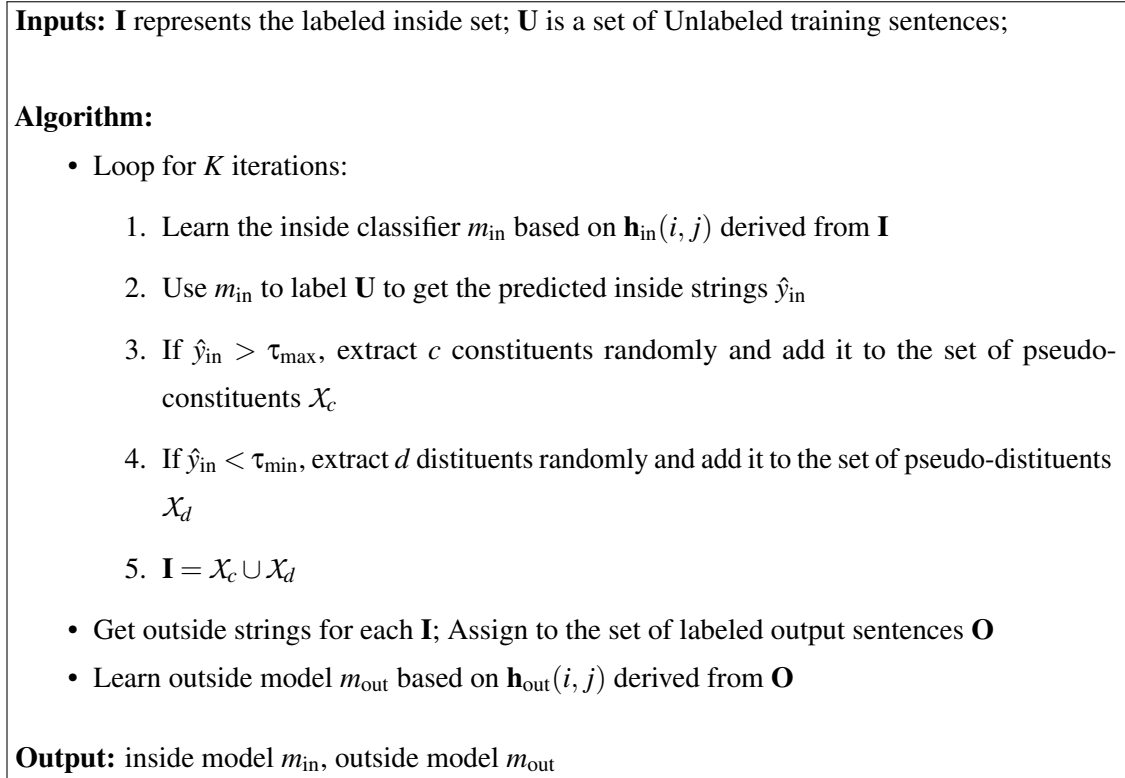 Inputs: I represents the labeled inside set; U is a set of Unlabeled training sentences;
Algorithm:
• Loop for K iterations:
1. Learn the inside classifier m_in based on h_in(i, j) derived from I
2. Use m_in to label U to get the predicted inside strings ŷ_in
3. If ŷ_in > τ_max, extract c constituents randomly and add it to the set of pseudo-
constituents X_c
4. If ŷ_in < τ_min, extract d distituents randomly and add it to the set of pseudo-distituents
X_d
5. I = X_c ∪ X_d
• Get outside strings for each I; Assign to the set of labeled output sentences O
• Learn outside model m_out based on h_out(i, j) derived from O
Output: inside model m_in, outside model m_out